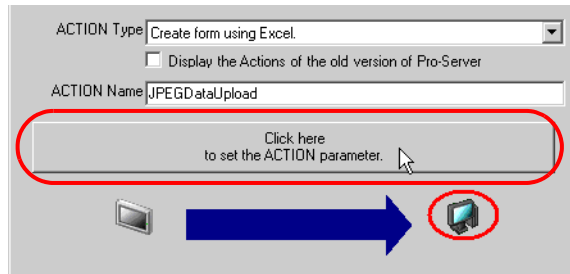 ACTION Type Create form using Excel.
Display the Actions of the old version of Pro-Server
ACTION Name JPEGDataUpload
Click here
to set the ACTION parameter.